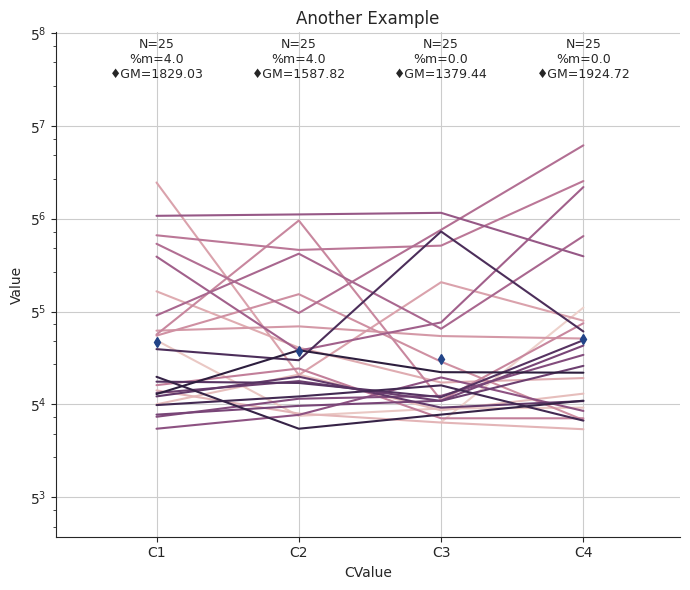 Another Example
N=25 N=25 N=25 N=25
%m=4.0 %m=4.0 %m=0.0 %m=0.0
♦GM=1829.03 ♦GM=1587.82 ♦GM=1379.44 ♦GM=1924.72
5⁸
5⁷
5⁶
5⁵
5⁴
5³
Value
C1 C2 C3 C4
CValue